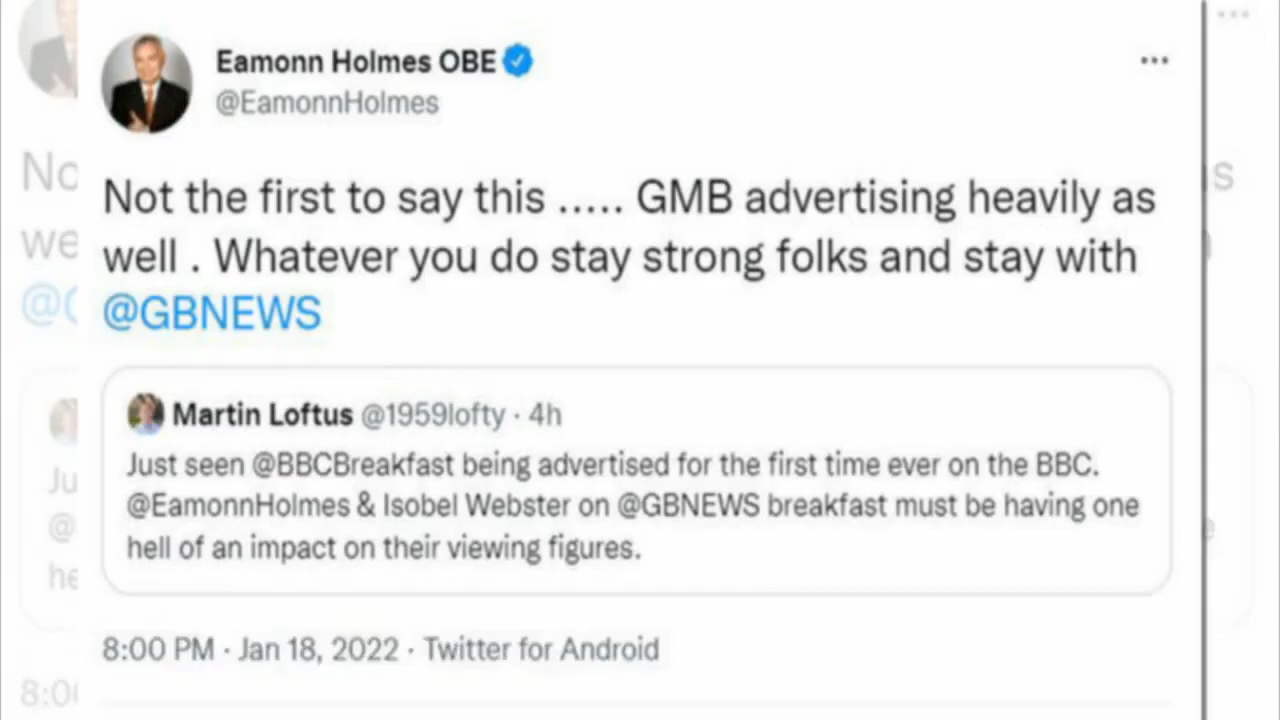 Eamonn Holmes OBE
@EamonnHolmes
Not the first to say this ..... GMB advertising heavily as
well . Whatever you do stay strong folks and stay with
@GBNEWS
Martin Loftus @1959lofty · 4h
Just seen @BBCBreakfast being advertised for the first time ever on the BBC.
@EamonnHolmes & Isobel Webster on @GBNEWS breakfast must be having one
hell of an impact on their viewing figures.
8:00 PM · Jan 18, 2022 · Twitter for Android